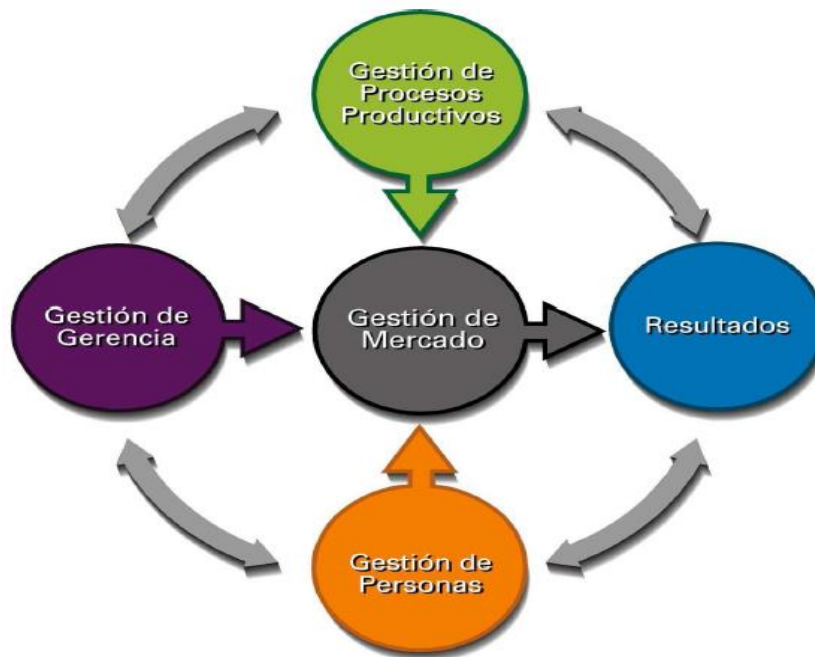 Gestión de
Procesos
Productivos
Gestión de
Gerencia
Gestión de
Mercado
Resultados
Gestión de
Personas